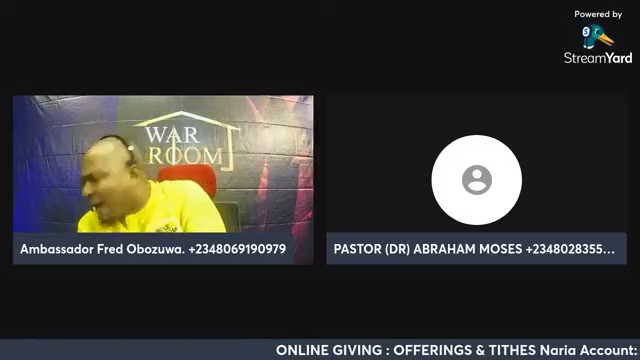 Powered by
StreamYard
WAR
ROOM
Ambassador Fred Obozuwa. +2348069190979
PASTOR (DR) ABRAHAM MOSES +2348028355...
ONLINE GIVING : OFFERINGS & TITHES Naria Account: